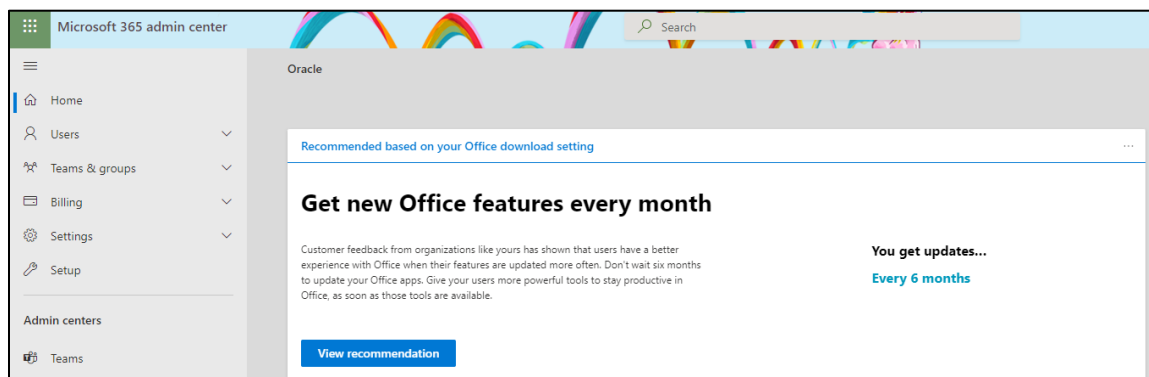 Microsoft 365 admin center
Search
Home
Users
Teams & groups
Billing
Settings
Setup
Admin centers
Teams
Oracle
Recommended based on your Office download setting
Get new Office features every month
Customer feedback from organizations like yours has shown that users have a better
experience with Office when their features are updated more often. Don't wait six months
to update your Office apps. Give your users more powerful tools to stay productive in
Office, as soon as those tools are available.
You get updates...
Every 6 months
View recommendation